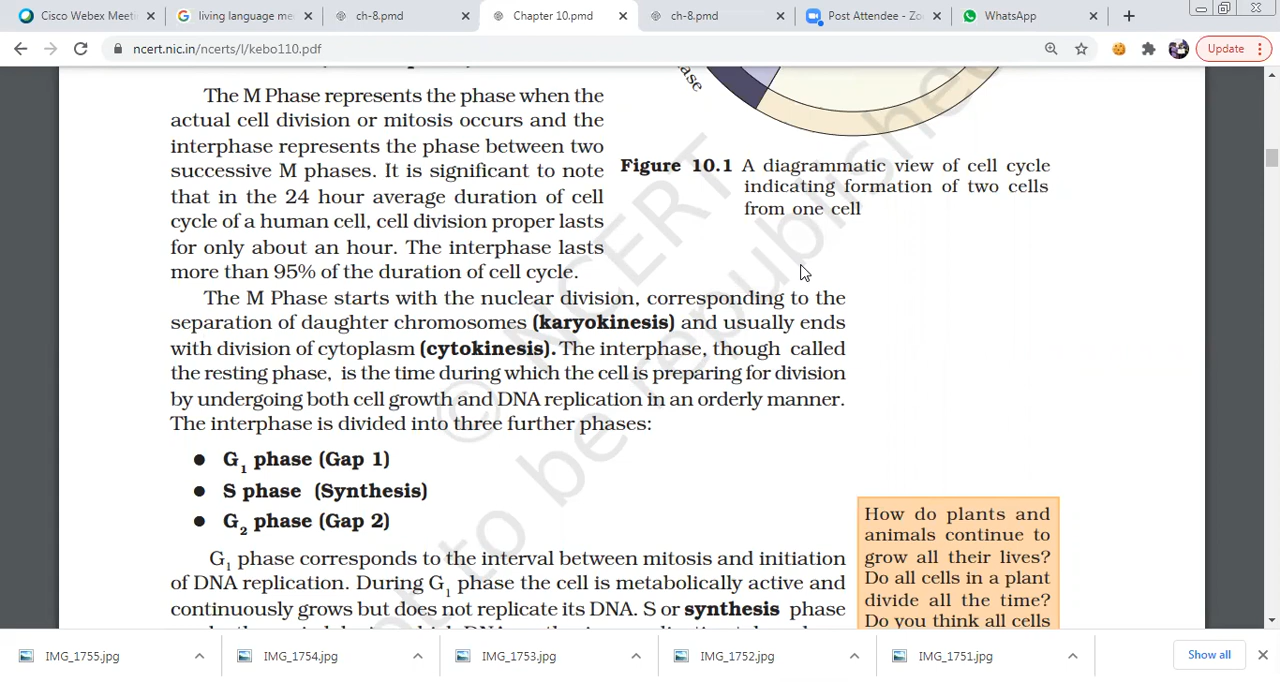 Cisco Webex Meeti
living language me
ch-8.pmd
Chapter 10.pmd
ch-8.pmd
Post Attendee - Zo
WhatsApp
ncert.nic.in/ncerts/l/kebo110.pdf
Update
The M Phase represents the phase when the
actual cell division or mitosis occurs and the
interphase represents the phase between two
successive M phases. It is significant to note
that in the 24 hour average duration of cell
cycle of a human cell, cell division proper lasts
for only about an hour. The interphase lasts
more than 95% of the duration of cell cycle.
ase
Figure 10.1 A diagrammatic view of cell cycle
indicating formation of two cells
from one cell
The M Phase starts with the nuclear division, corresponding to the
separation of daughter chromosomes (karyokinesis) and usually ends
with division of cytoplasm (cytokinesis). The interphase, though called
the resting phase, is the time during which the cell is preparing for division
by undergoing both cell growth and DNA replication in an orderly manner.
The interphase is divided into three further phases:
● G1 phase (Gap 1)
● S phase (Synthesis)
● G2 phase (Gap 2)
G1 phase corresponds to the interval between mitosis and initiation
of DNA replication. During G1 phase the cell is metabolically active and
continuously grows but does not replicate its DNA. S or synthesis phase
How do plants and
animals continue to
grow all their lives?
Do all cells in a plant
divide all the time?
Do you think all cells
© NCERT
not to be republished
IMG_1755.jpg
IMG_1754.jpg
IMG_1753.jpg
IMG_1752.jpg
IMG_1751.jpg
Show all